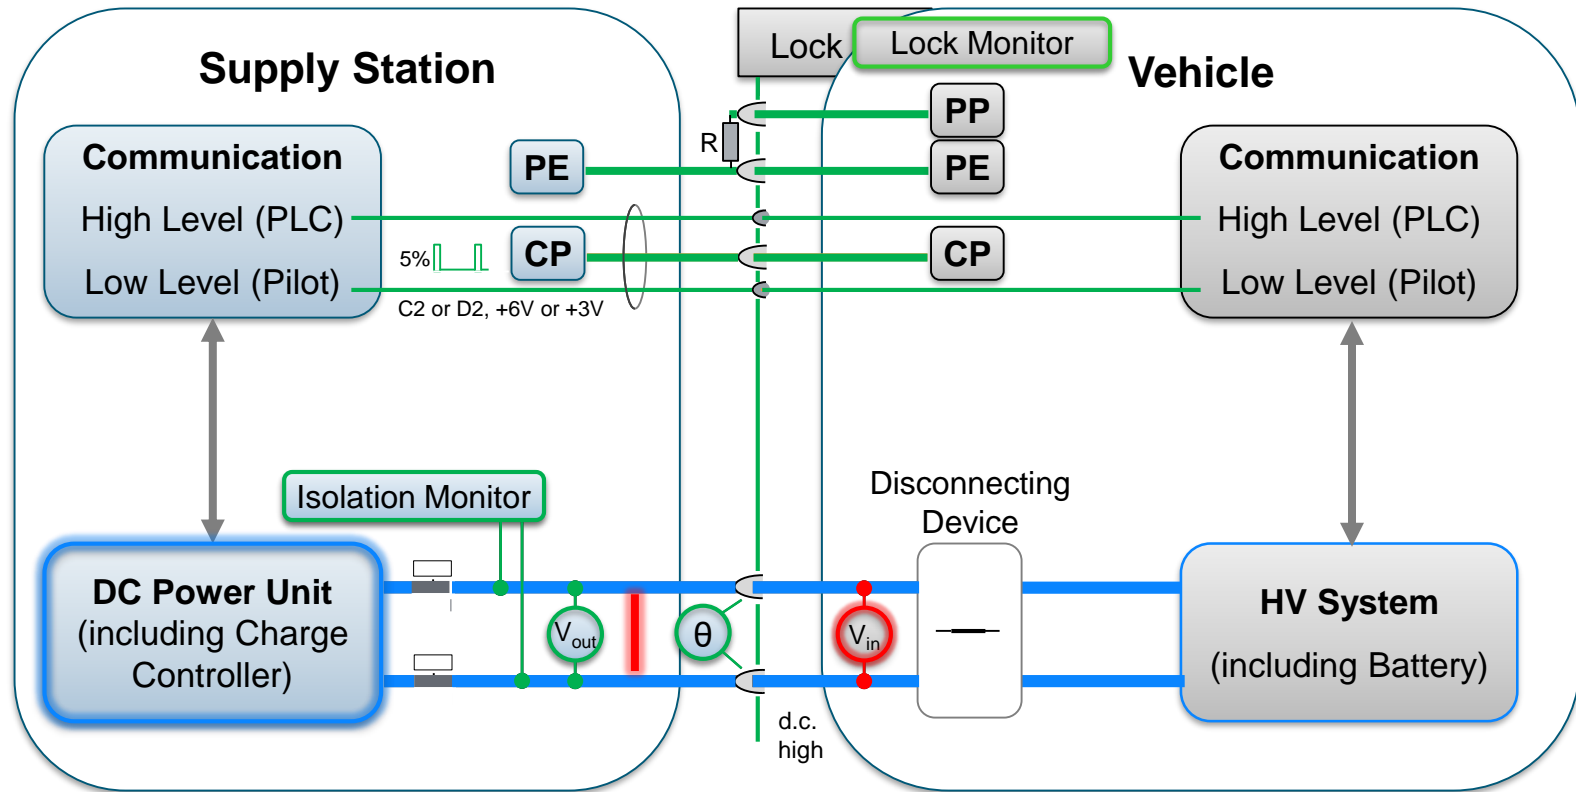 Lock
Lock Monitor
Supply Station
Vehicle
PP
R
PE
PE
Communication
High Level (PLC)
Low Level (Pilot)
5%
CP
CP
C2 or D2, +6V or +3V
Communication
High Level (PLC)
Low Level (Pilot)
Isolation Monitor
Disconnecting
Device
DC Power Unit
(including Charge
Controller)
Vout
θ
Vin
HV System
(including Battery)
d.c.
high